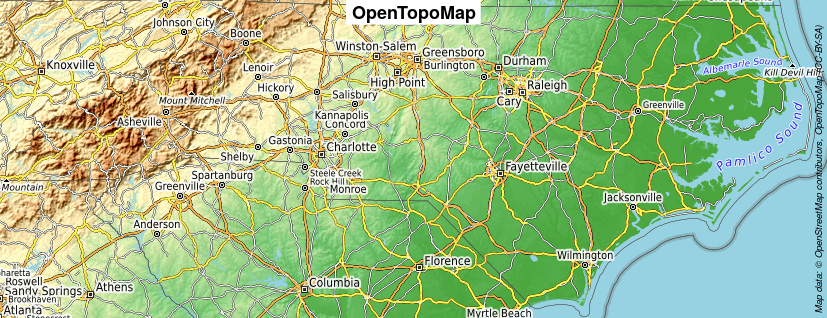 OpenTopoMap
Johnson City
Boone
Winston-Salem
Greensboro
Burlington
Durham
Knoxville
Lenoir
High Point
Raleigh
Cary
Albemarle Sound
Kill Devil Hill
Hickory
Mount Mitchell
Salisbury
Greenville
Asheville
Kannapolis
Concord
Gastonia
Charlotte
Shelby
Pamlico Sound
Fayetteville
Spartanburg
Steele Creek
Rock Hill
Monroe
Mountain
Greenville
Jacksonville
Anderson
Wilmington
Florence
Roswell
Sandy Springs
Brookhaven
Athens
Columbia
Atlanta
Myrtle Beach
Map data: © OpenStreetMap contributors, OpenTopoMap (CC-BY-SA)